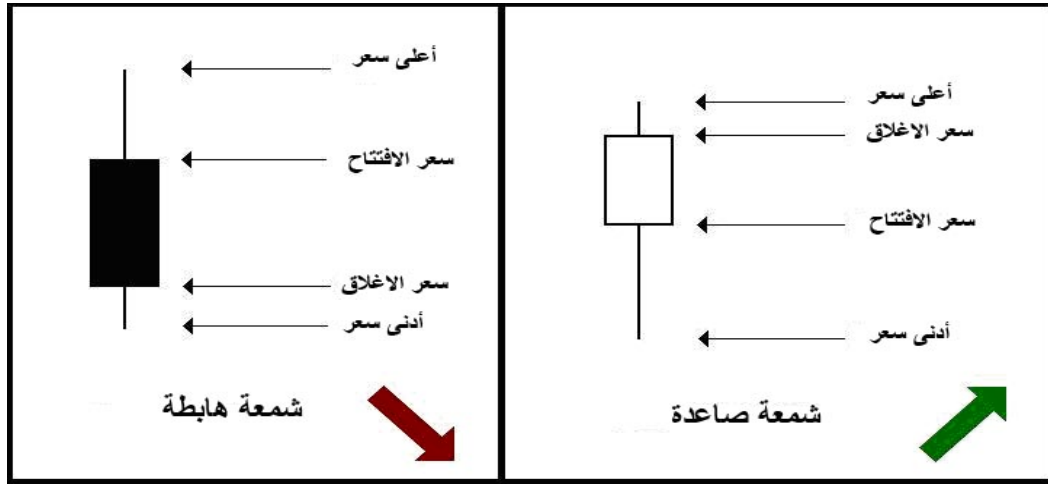 أعلى سعر
سعر الافتتاح
سعر الاغلاق
أدنى سعر
شمعة هابطة
أعلى سعر
سعر الاغلاق
سعر الافتتاح
أدنى سعر
شمعة صاعدة